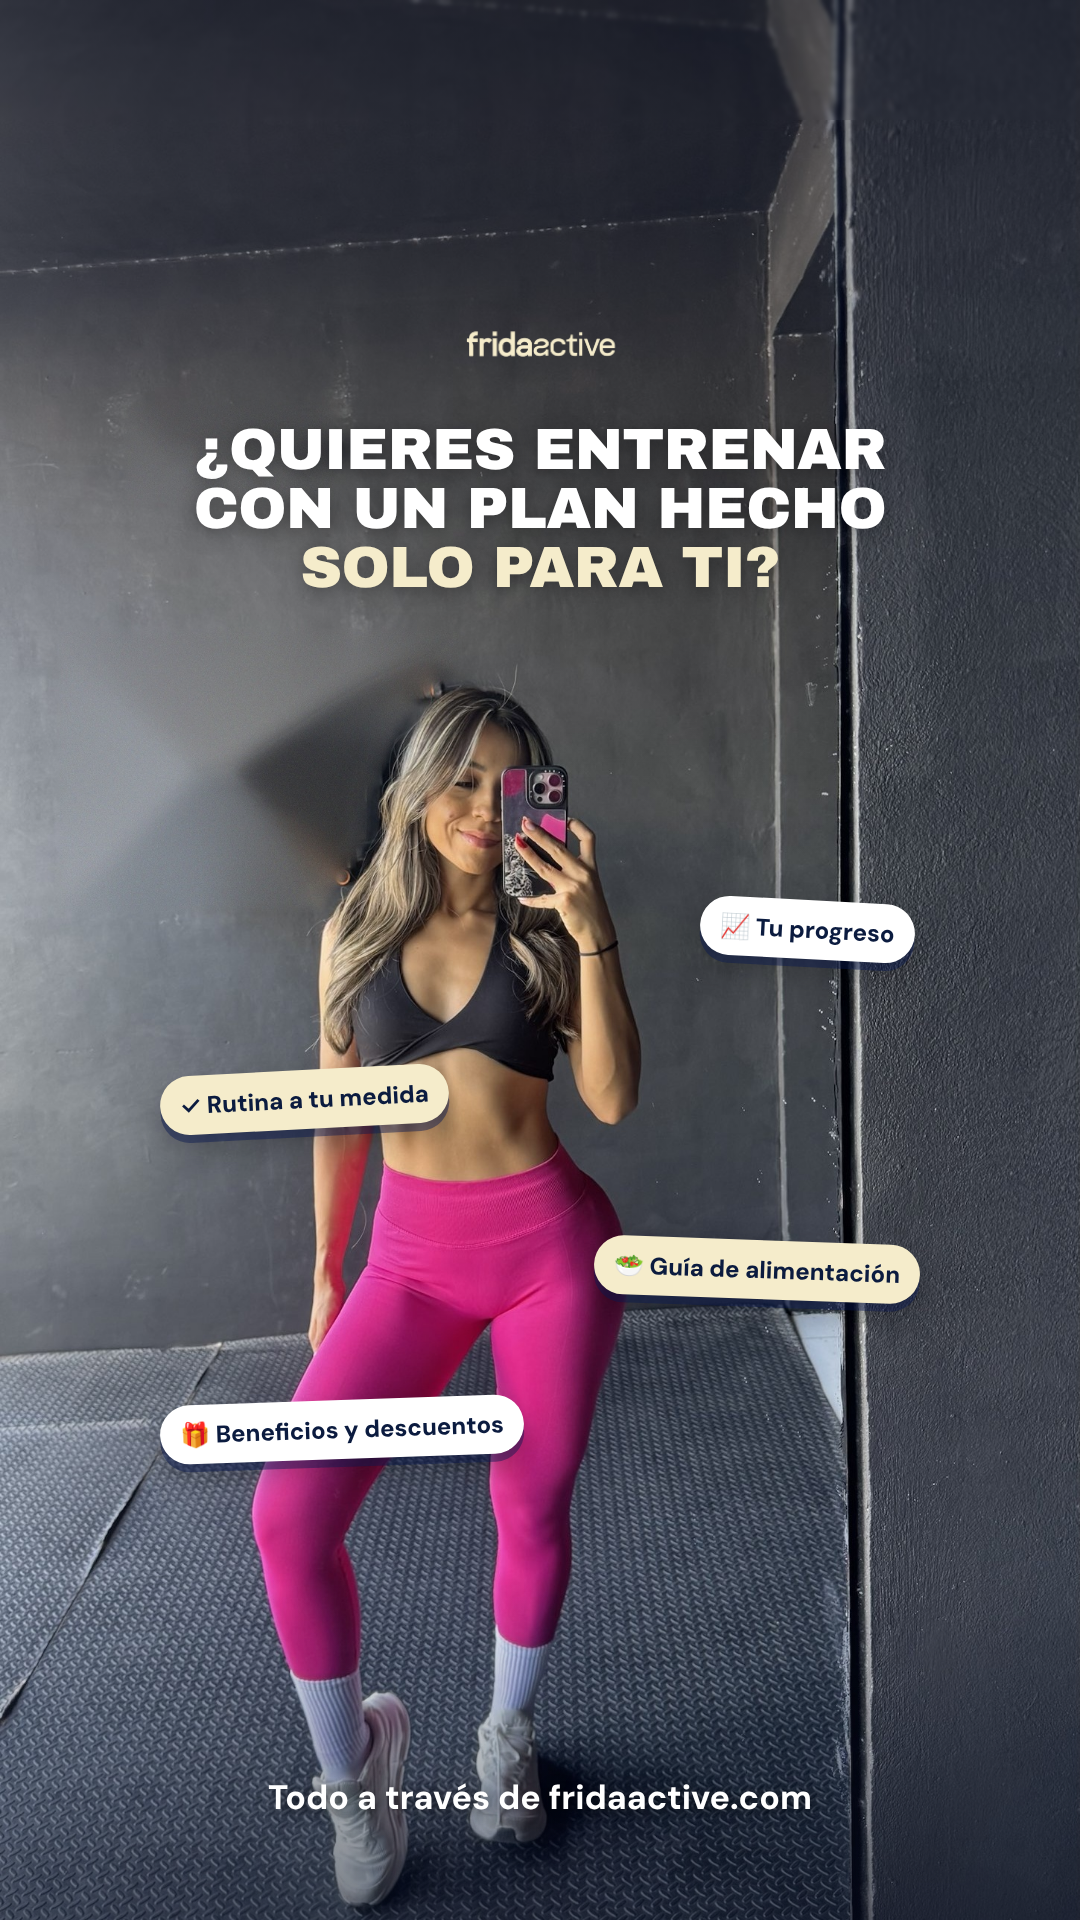 fridaactive
¿QUIERES ENTRENAR
CON UN PLAN HECHO
SOLO PARA TI?
📈 Tu progreso
✓ Rutina a tu medida
🥗 Guía de alimentación
🎁 Beneficios y descuentos
Todo a través de fridaactive.com